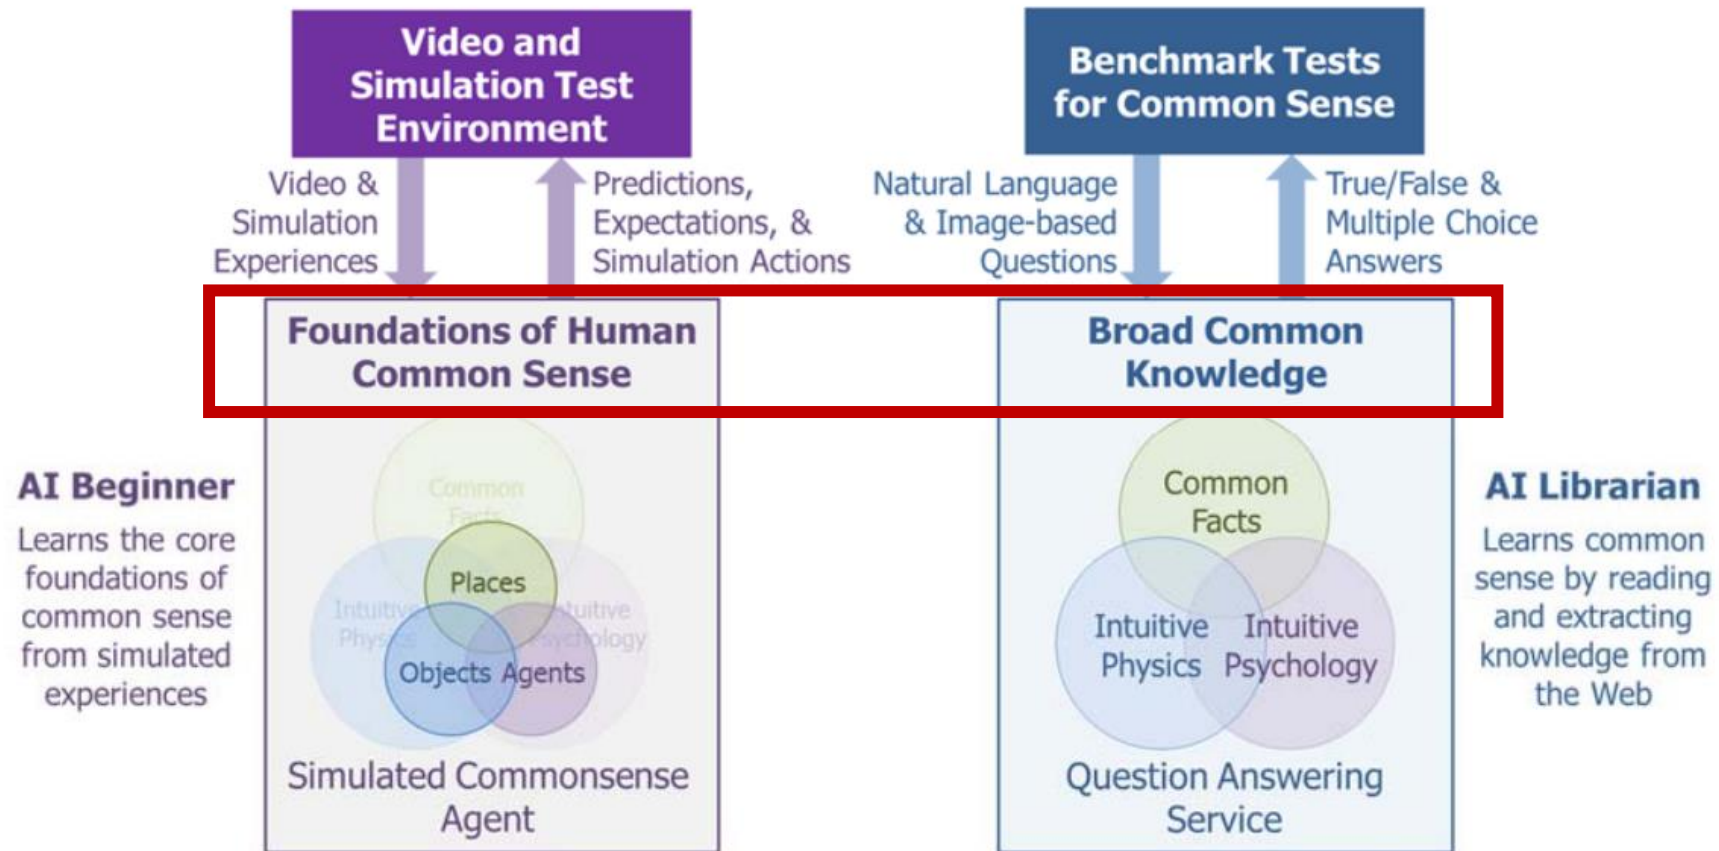 Video and
Simulation Test
Environment
Benchmark Tests
for Common Sense
Video &
Simulation
Experiences
Predictions,
Expectations, &
Simulation Actions
Natural Language
& Image-based
Questions
True/False &
Multiple Choice
Answers
Foundations of Human
Common Sense
Broad Common
Knowledge
AI Beginner
Learns the core
foundations of
common sense
from simulated
experiences
Common
Facts
Places
Intuitive
Physics
Intuitive
Psychology
Objects
Agents
Simulated Commonsense
Agent
Common
Facts
Intuitive
Physics
Intuitive
Psychology
Question Answering
Service
AI Librarian
Learns common
sense by reading
and extracting
knowledge from
the Web